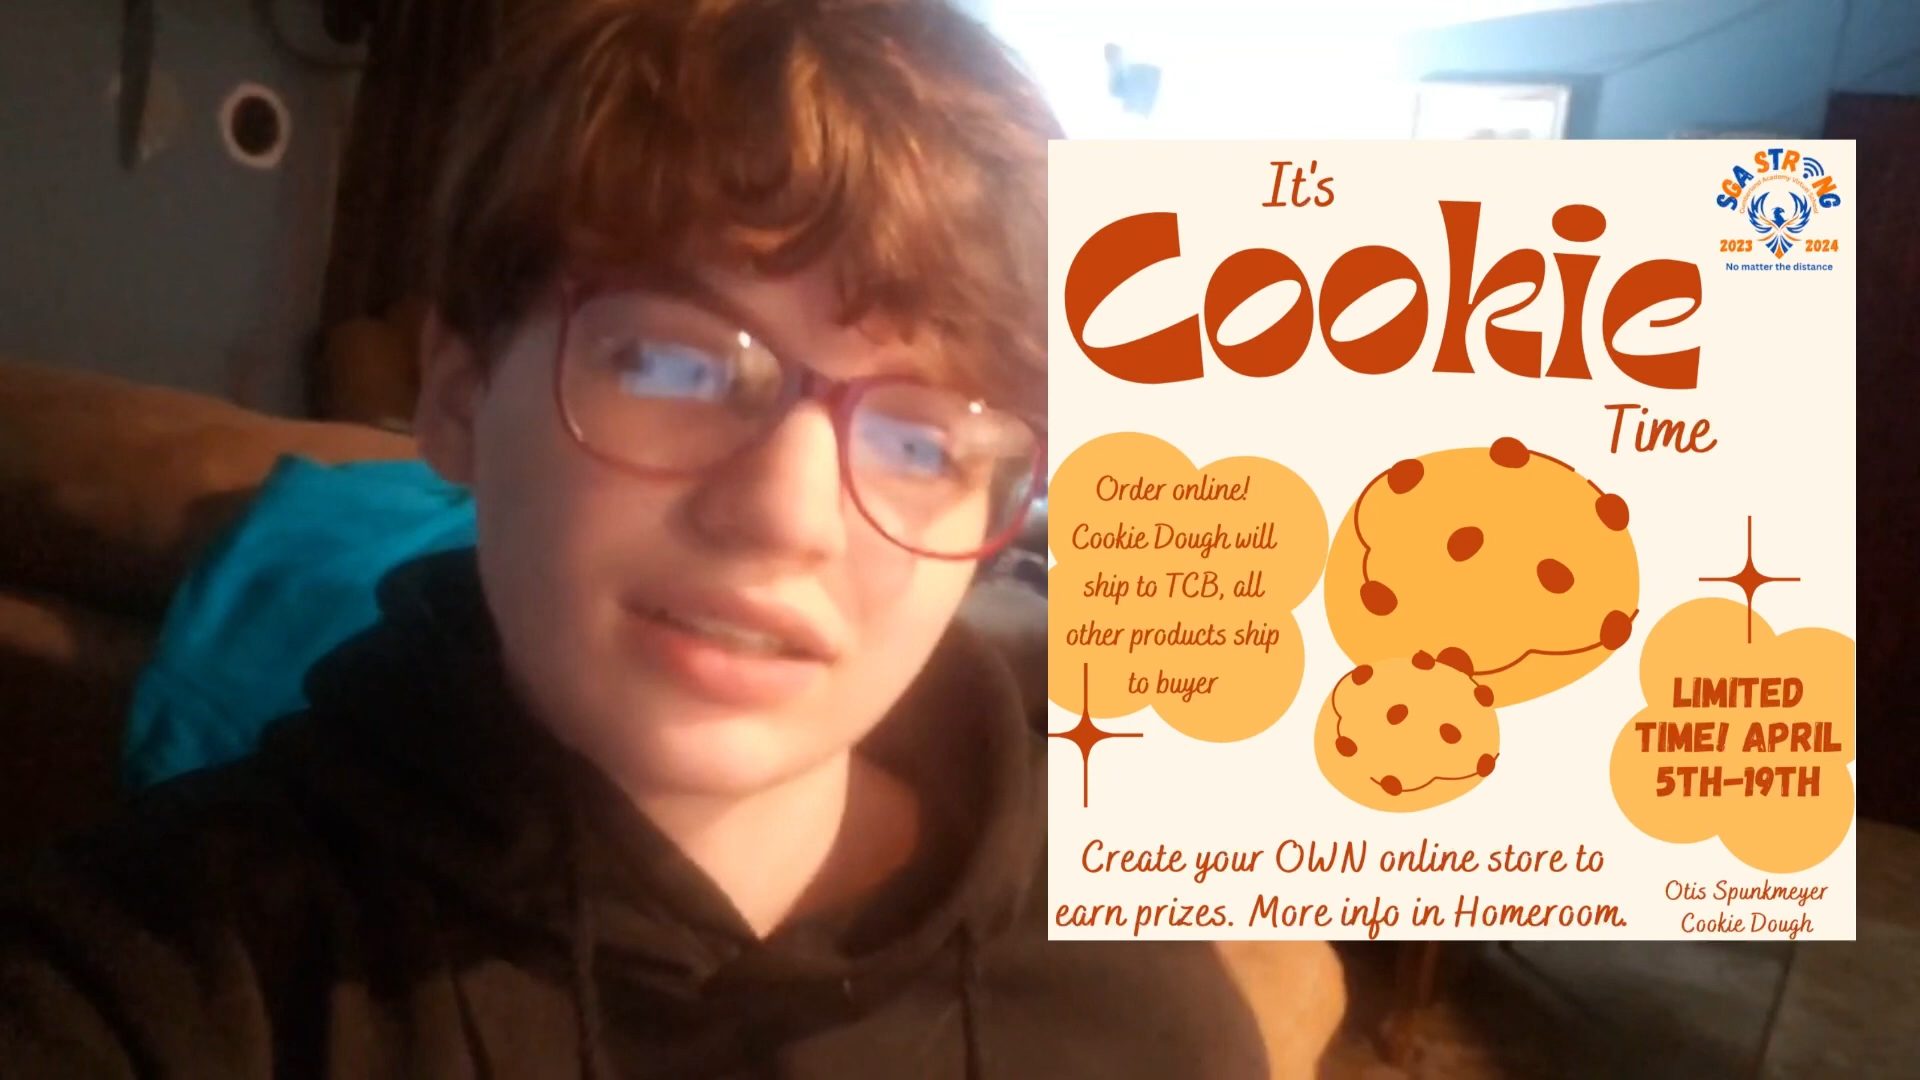 It's
Cookie
Time
SGA STRONG
2023 2024
No matter the distance
Order online!
Cookie Dough will
ship to TCB, all
other products ship
to buyer
LIMITED
TIME! APRIL
5TH-19TH
Create your OWN online store to
earn prizes. More info in Homeroom.
Otis Spunkmeyer
Cookie Dough